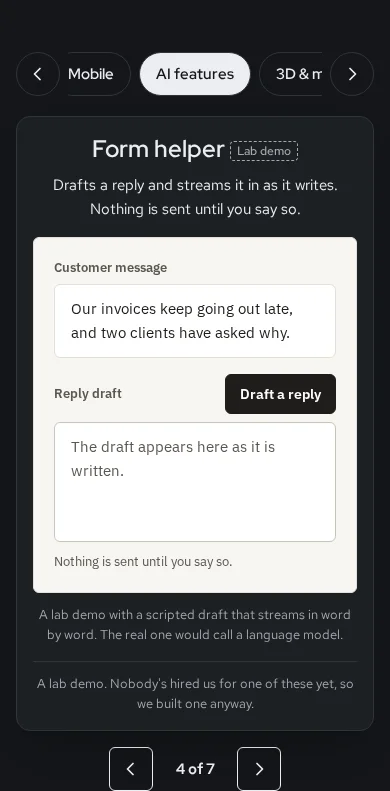 Mobile
AI features
3D & m
Form helper
Lab demo
Drafts a reply and streams it in as it writes.
Nothing is sent until you say so.
Customer message
Our invoices keep going out late,
and two clients have asked why.
Reply draft
Draft a reply
The draft appears here as it is
written.
Nothing is sent until you say so.
A lab demo with a scripted draft that streams in word
by word. The real one would call a language model.
A lab demo. Nobody's hired us for one of these yet, so
we built one anyway.
4 of 7